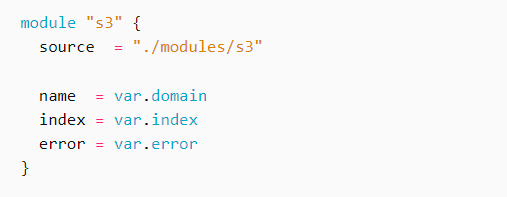 module "s3" {
  source  = "./modules/s3"

  name  = var.domain
  index = var.index
  error = var.error
}